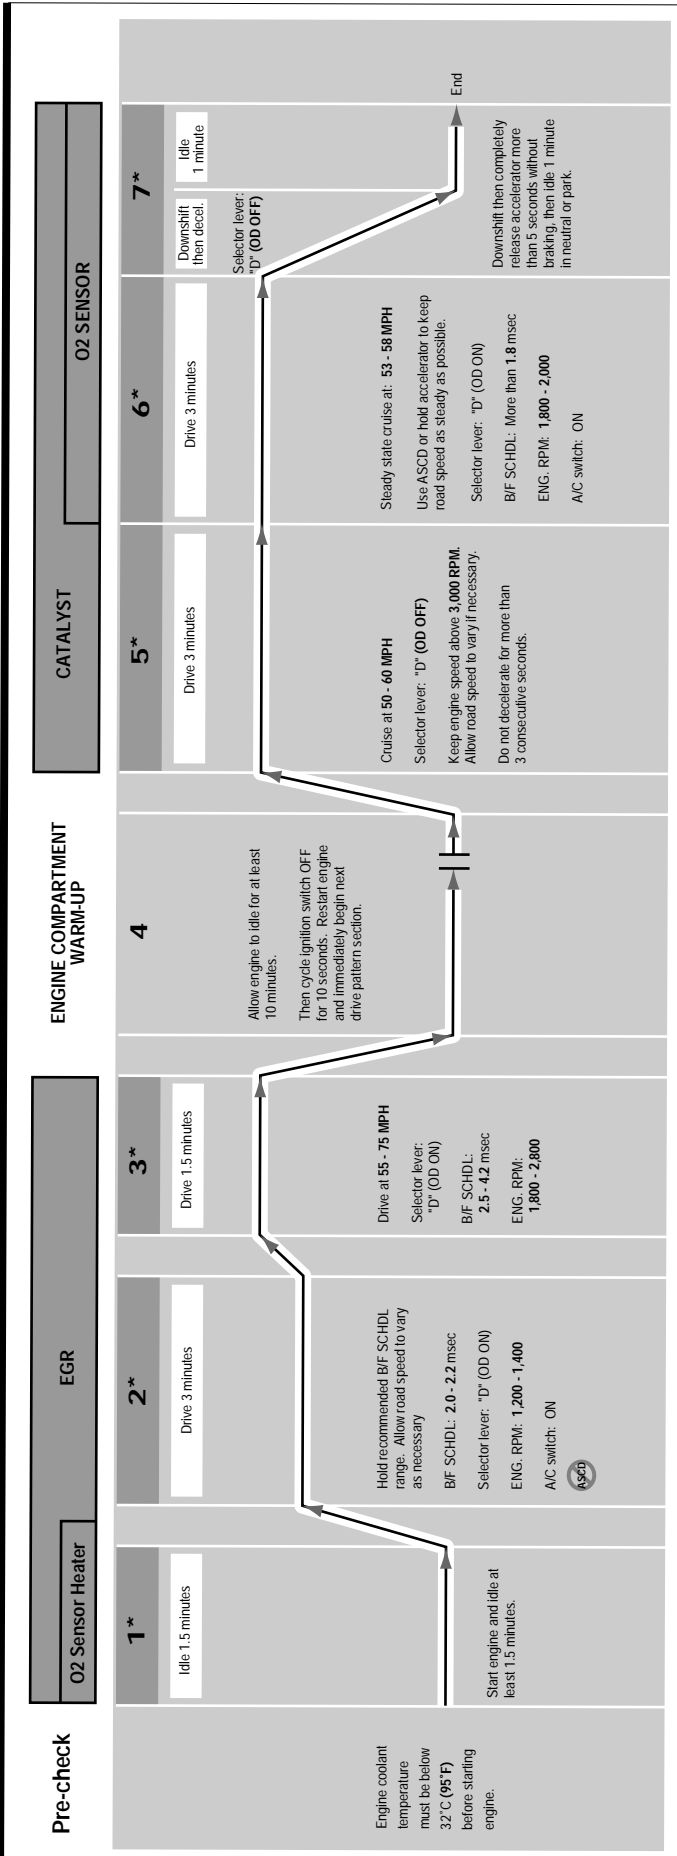 Pre-check
Engine coolant
temperature
must be below
32˚C (95˚F)
before starting
engine.
EGR
O2 Sensor Heater
1*
Idle 1.5 minutes
Start engine and idle at
least 1.5 minutes.
2*
Drive 3 minutes
Hold recommended B/F SCHDL
range.  Allow road speed to vary
as necessary
B/F SCHDL:  2.0 - 2.2 msec
Selector lever:  "D" (OD ON)
ENG. RPM:  1,200 - 1,400
A/C switch:  ON
ASCD
3*
Drive 1.5 minutes
Drive at 55 - 75 MPH
Selector lever:
"D" (OD ON)
B/F SCHDL:
2.5 - 4.2 msec
ENG. RPM:
1,800 - 2,800
ENGINE COMPARTMENT
WARM-UP
4
Allow engine to idle for at least
10 minutes.
Then cycle ignition switch OFF
for 10 seconds.  Restart engine
and immediately begin next
drive pattern section.
CATALYST
O2 SENSOR
5*
Drive 3 minutes
Cruise at 50 - 60 MPH
Selector lever:  "D" (OD OFF)
Keep engine speed above 3,000 RPM.
Allow road speed to vary if necessary.
Do not decelerate for more than
3 consecutive seconds.
6*
Drive 3 minutes
Steady state cruise at:  53 - 58 MPH
Use ASCD or hold accelerator to keep
road speed as steady as possible.
Selector lever:  "D" (OD ON)
B/F SCHDL:  More than 1.8 msec
ENG. RPM:  1,800 - 2,000
A/C switch:  ON
7*
Downshift
then decel.
Idle
1 minute
Selector lever:
"D" (OD OFF)
End
Downshift then completely
release accelerator more
than 5 seconds without
braking, then idle 1 minute
in neutral or park.